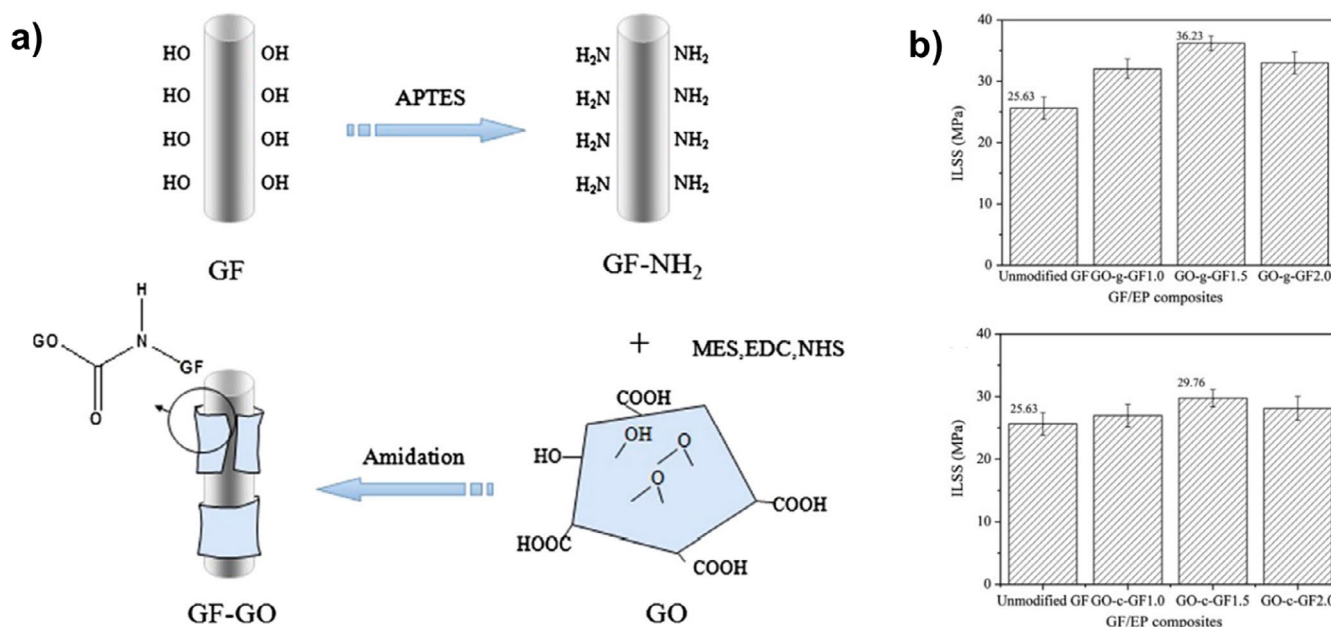 a)
HO OH
HO OH
HO OH
HO OH
GF
APTES
H₂N NH₂
H₂N NH₂
H₂N NH₂
H₂N NH₂
GF-NH₂
+ MES,EDC,NHS
H
GO N
GF
O
GF-GO
Amidation
COOH
OH
HO O
O
COOH
HOOC
COOH
GO
b)
ILSS (MPa)
40
30
20
10
0
25.63
36.23
Unmodified GF GO-g-GF1.0 GO-g-GF1.5 GO-g-GF2.0
GF/EP composites
ILSS (MPa)
40
30
20
10
0
25.63
29.76
Unmodified GF GO-c-GF1.0 GO-c-GF1.5 GO-c-GF2.0
GF/EP composites